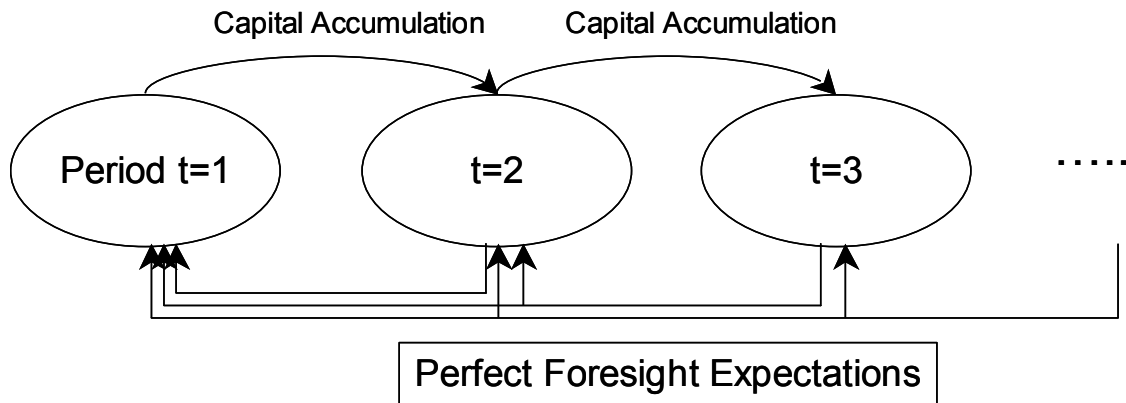 Capital Accumulation Capital Accumulation
Period t=1 t=2 t=3 .....
Perfect Foresight Expectations